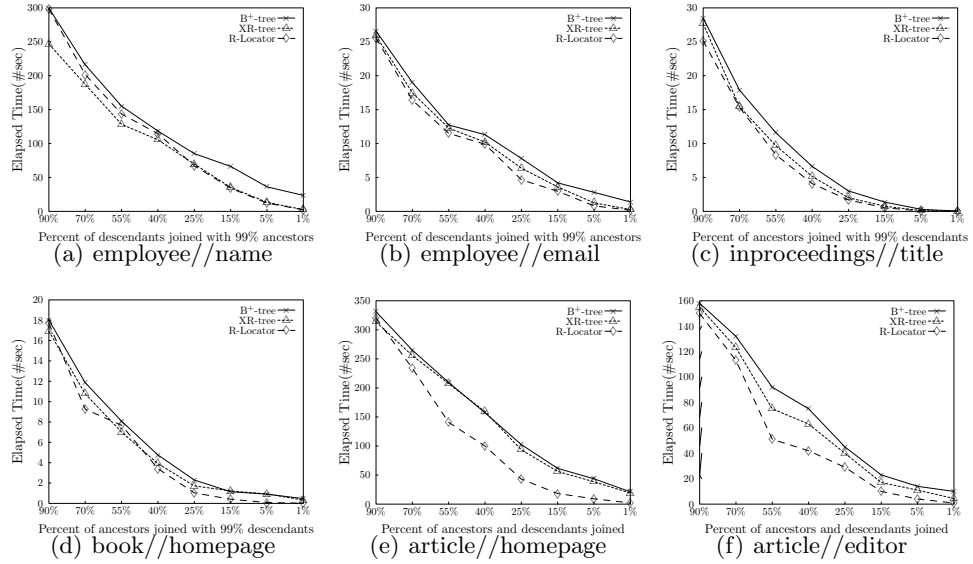 300
250
200
150
100
50
0
Elapsed Time(#sec)
B+-tree
XR-tree
R-Locator
90% 70% 55% 40% 25% 15% 5% 1%
Percent of descendants joined with 99% ancestors
(a) employee//name
30
25
20
15
10
5
0
Elapsed Time(#sec)
B+-tree
XR-tree
R-Locator
90% 70% 55% 40% 25% 15% 5% 1%
Percent of descendants joined with 99% ancestors
(b) employee//email
30
25
20
15
10
5
0
Elapsed Time(#sec)
B+-tree
XR-tree
R-Locator
90% 70% 55% 40% 25% 15% 5% 1%
Percent of ancestors joined with 99% descendants
(c) inproceedings//title
20
18
16
14
12
10
8
6
4
2
0
Elapsed Time(#sec)
B+-tree
XR-tree
R-Locator
90% 70% 55% 40% 25% 15% 5% 1%
Percent of ancestors joined with 99% descendants
(d) book//homepage
350
300
250
200
150
100
50
0
Elapsed Time(#sec)
B+-tree
XR-tree
R-Locator
90% 70% 55% 40% 25% 15% 5% 1%
Percent of ancestors and descendants joined
(e) article//homepage
160
140
120
100
80
60
40
20
0
Elapsed Time(#sec)
B+-tree
XR-tree
R-Locator
90% 70% 55% 40% 25% 15% 5% 1%
Percent of ancestors and descendants joined
(f) article//editor